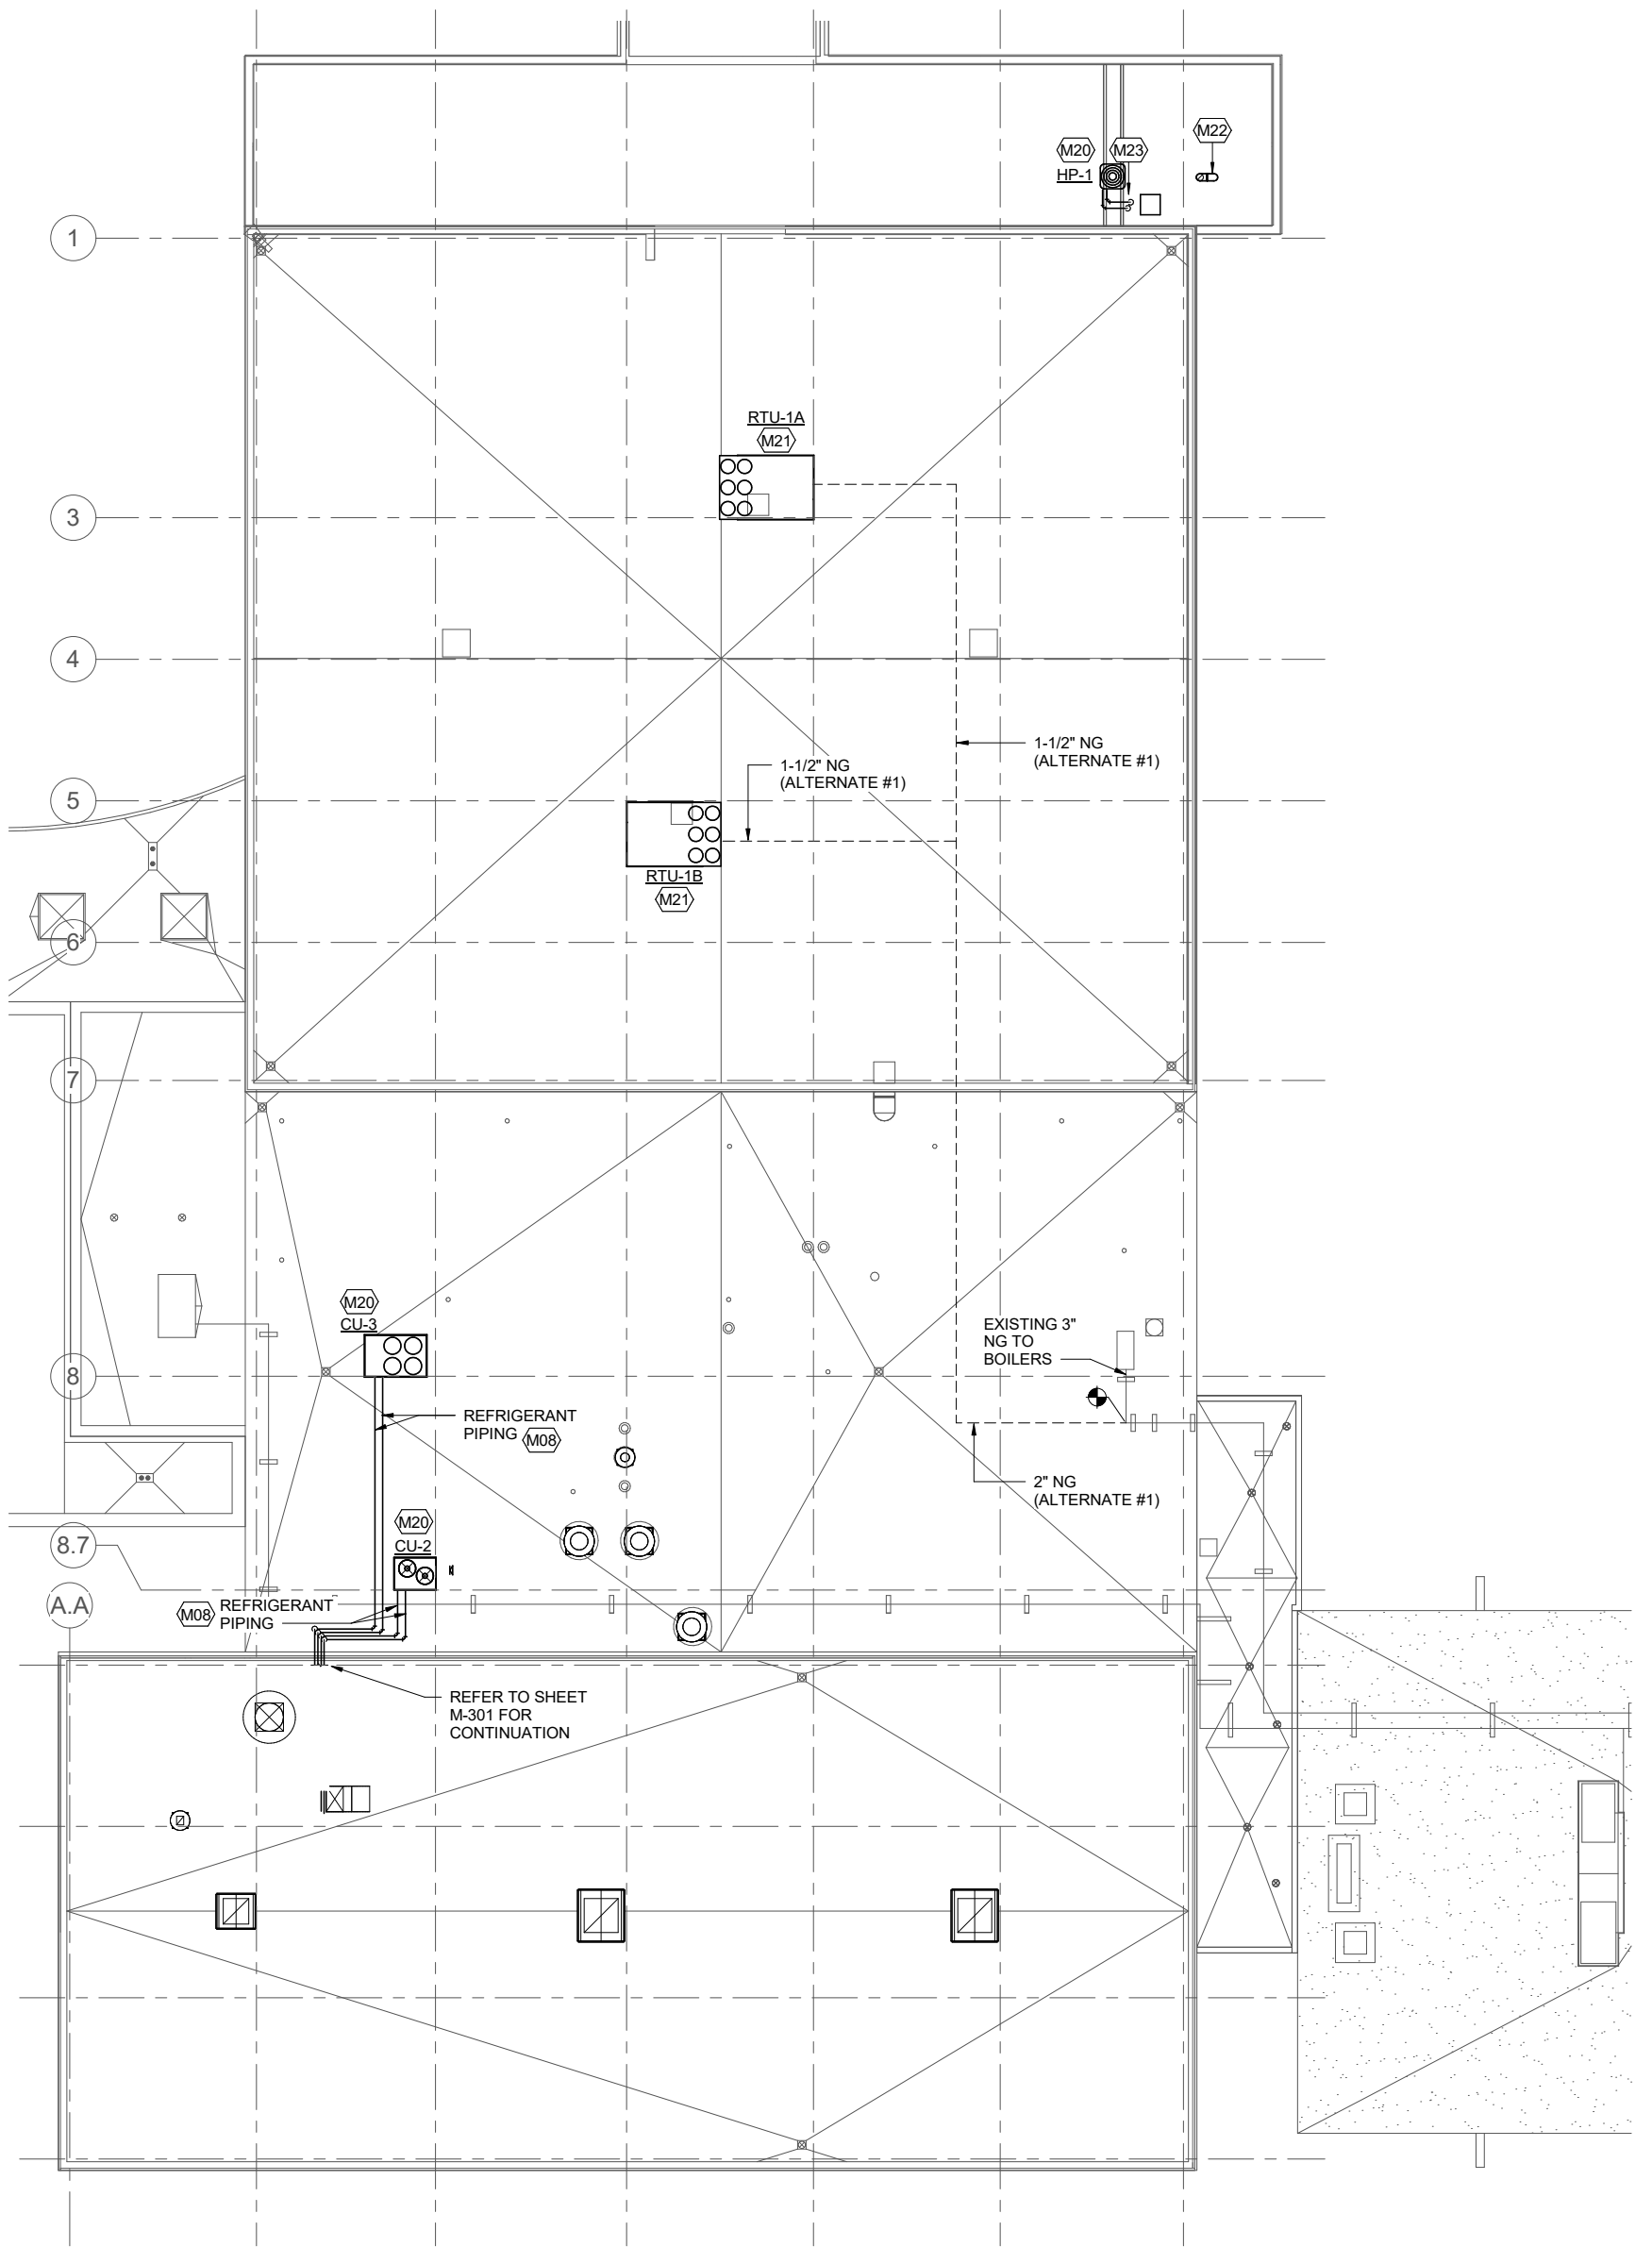 M22
M20
M23
HP-1
1
RTU-1A
M21
3
4
1-1/2" NG
(ALTERNATE #1)
1-1/2" NG
(ALTERNATE #1)
5
RTU-1B
M21
6
7
M20
CU-3
EXISTING 3"
NG TO
BOILERS
8
REFRIGERANT
PIPING
M08
2" NG
(ALTERNATE #1)
M20
CU-2
8.7
A.A
M08
REFRIGERANT
PIPING
REFER TO SHEET
M-301 FOR
CONTINUATION